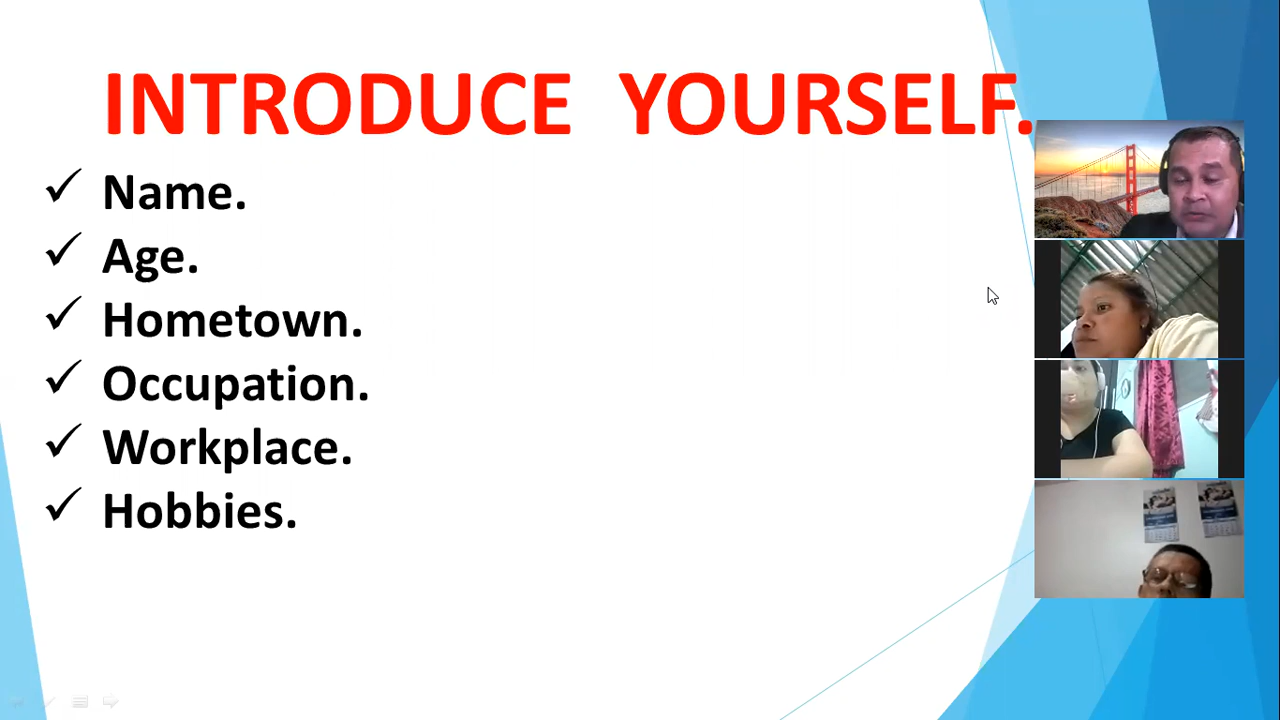 INTRODUCE YOURSELF.
✓ Name.
✓ Age.
✓ Hometown.
✓ Occupation.
✓ Workplace.
✓ Hobbies.